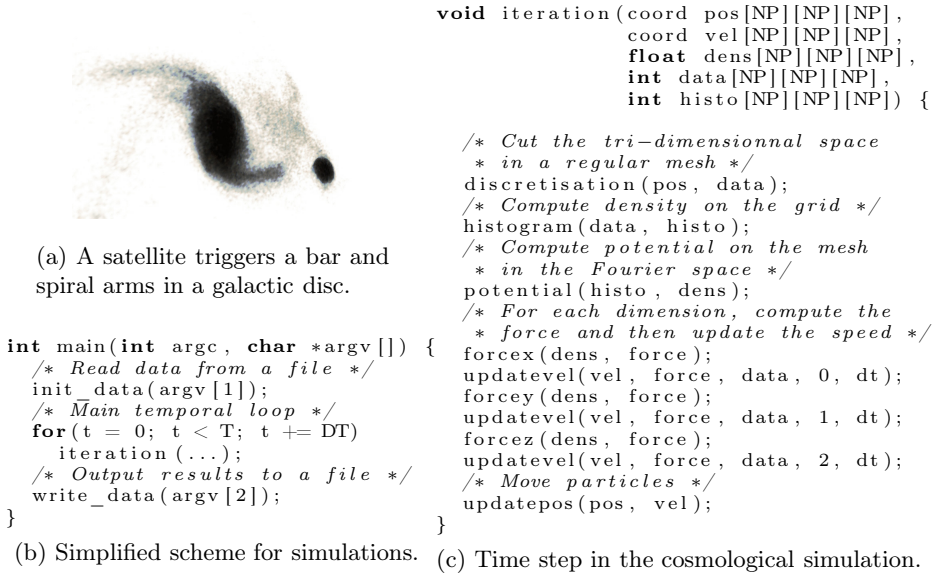 (a) A satellite triggers a bar and
spiral arms in a galactic disc.
int main(int argc, char *argv[]) {
/* Read data from a file */
init_data(argv[1]);
/* Main temporal loop */
for(t = 0; t < T; t += DT)
iteration(...);
/* Output results to a file */
write_data(argv[2]);
}
(b) Simplified scheme for simulations.
void iteration(coord pos[NP][NP][NP],
coord vel[NP][NP][NP],
float dens[NP][NP][NP],
int data[NP][NP][NP],
int histo[NP][NP][NP]) {
/* Cut the tri-dimensionnal space
* in a regular mesh */
discretisation(pos, data);
/* Compute density on the grid */
histogram(data, histo);
/* Compute potential on the mesh
* in the Fourier space */
potential(histo, dens);
/* For each dimension, compute the
* force and then update the speed */
forcex(dens, force);
updatevel(vel, force, data, 0, dt);
forcey(dens, force);
updatevel(vel, force, data, 1, dt);
forcez(dens, force);
updatevel(vel, force, data, 2, dt);
/* Move particles */
updatepos(pos, vel);
}
(c) Time step in the cosmological simulation.